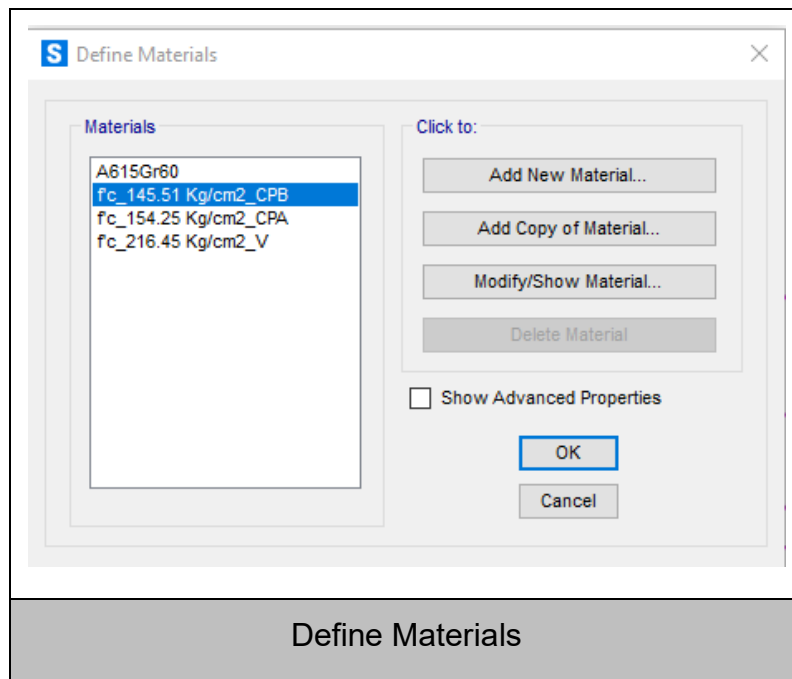 S Define Materials
Materials
A615Gr60
f'c_145.51 Kg/cm2_CPB
f'c_154.25 Kg/cm2_CPA
f'c_216.45 Kg/cm2_V
Click to:
Add New Material...
Add Copy of Material...
Modify/Show Material...
Delete Material
Show Advanced Properties
OK
Cancel
Define Materials